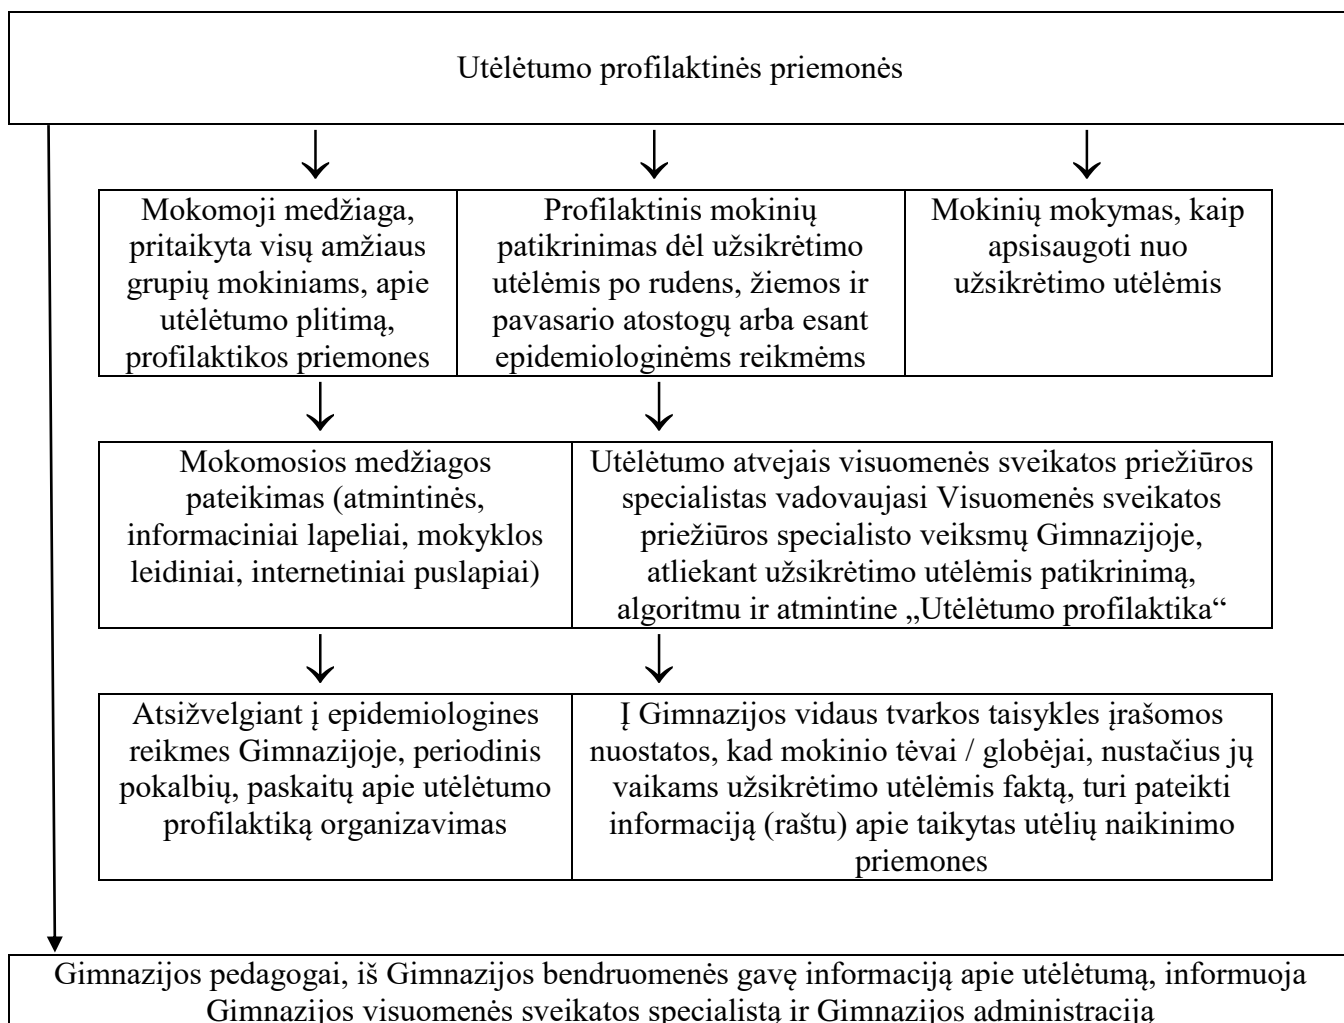 Utėlėtumo profilaktinės priemonės
Mokomoji medžiaga,
pritaikyta visų amžiaus
grupių mokiniams, apie
utėlėtumo plitimą,
profilaktikos priemones
Profilaktinis mokinių
patikrinimas dėl užsikrėtimo
utėlėmis po rudens, žiemos ir
pavasario atostogų arba esant
epidemiologinėms reikmėms
Mokinių mokymas, kaip
apsisaugoti nuo
užsikrėtimo utėlėmis
Mokomosios medžiagos
pateikimas (atmintinės,
informaciniai lapeliai, mokyklos
leidiniai, internetiniai puslapiai)
Utėlėtumo atvejais visuomenės sveikatos priežiūros
specialistas vadovaujasi Visuomenės sveikatos
priežiūros specialisto veiksmų Gimnazijoje,
atliekant užsikrėtimo utėlėmis patikrinimą,
algoritmu ir atmintine „Utėlėtumo profilaktika“
Atsižvelgiant į epidemiologines
reikmes Gimnazijoje, periodinis
pokalbių, paskaitų apie utėlėtumo
profilaktiką organizavimas
Į Gimnazijos vidaus tvarkos taisykles įrašomos
nuostatos, kad mokinio tėvai / globėjai, nustačius jų
vaikams užsikrėtimo utėlėmis faktą, turi pateikti
informaciją (raštu) apie taikytas utėlių naikinimo
priemones
Gimnazijos pedagogai, iš Gimnazijos bendruomenės gavę informaciją apie utėlėtumą, informuoja
Gimnazijos visuomenės sveikatos specialistą ir Gimnazijos administraciją